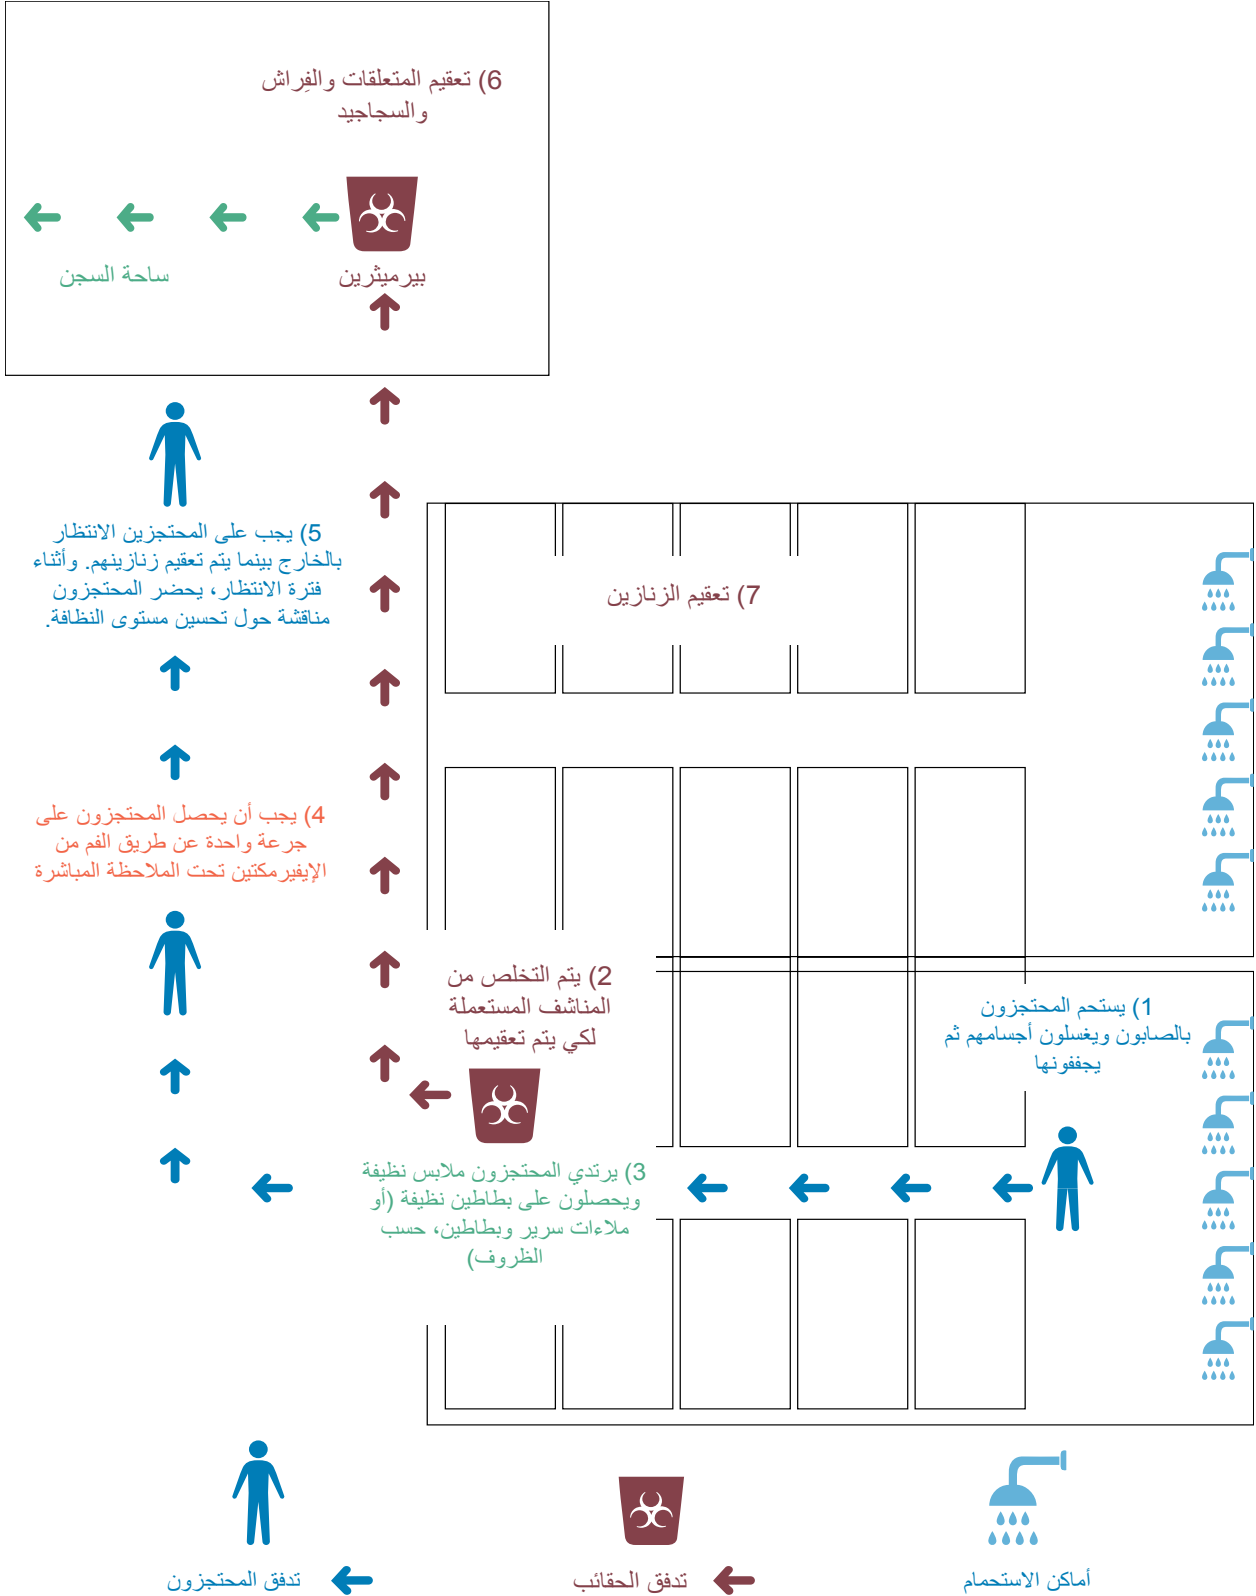 6) تعقيم المتعلقات والفِراش
والسجاجيد
بيرميثرين
ساحة السجن
5) يجب على المحتجزين الانتظار
بالخارج بينما يتم تعقيم زنازينهم. وأثناء
فترة الانتظار، يحضر المحتجزون
مناقشة حول تحسين مستوى النظافة.
7) تعقيم الزنازين
4) يجب أن يحصل المحتجزون على
جرعة واحدة عن طريق الفم من
الإيفيرمكتين تحت الملاحظة المباشرة
2) يتم التخلص من
المناشف المستعملة
لكي يتم تعقيمها
1) يستحم المحتجزون
بالصابون ويغسلون أجسامهم ثم
يجففونها
3) يرتدي المحتجزون ملابس نظيفة
ويحصلون على بطاطين نظيفة (أو
ملاءات سرير وبطاطين، حسب
الظروف)
أماكن الاستحمام
تدفق الحقائب
تدفق المحتجزون